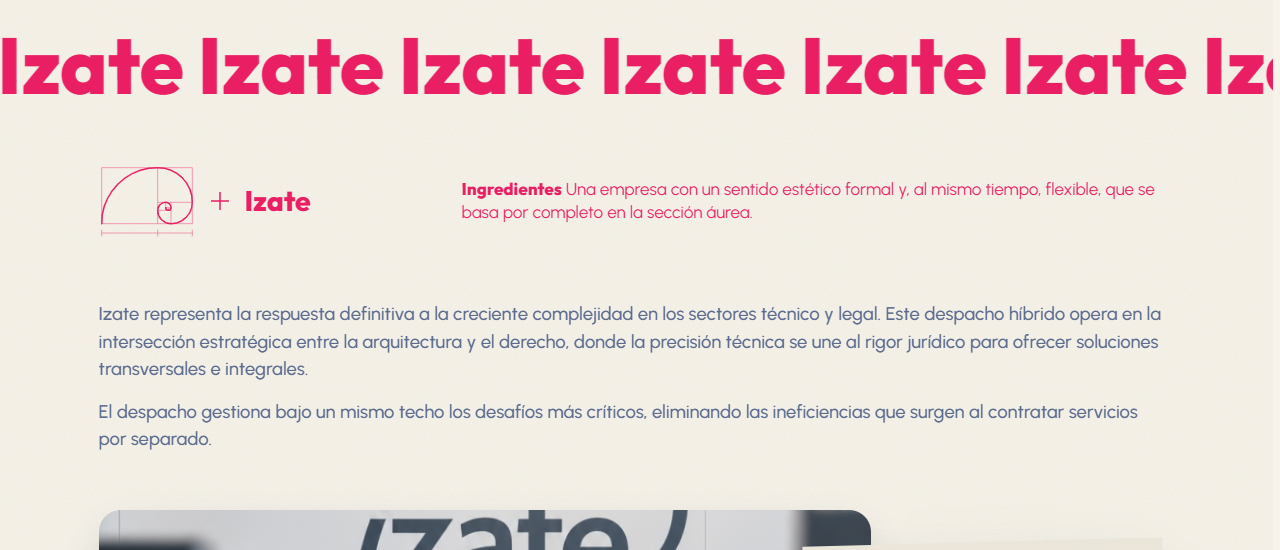 Izate Izate Izate Izate Izate Izate
Izate
Ingredientes Una empresa con un sentido estético formal y, al mismo tiempo, flexible, que se
basa por completo en la sección áurea.
Izate representa la respuesta definitiva a la creciente complejidad en los sectores técnico y legal. Este despacho híbrido opera en la
intersección estratégica entre la arquitectura y el derecho, donde la precisión técnica se une al rigor jurídico para ofrecer soluciones
transversales e integrales.
El despacho gestiona bajo un mismo techo los desafíos más críticos, eliminando las ineficiencias que surgen al contratar servicios
por separado.
izate